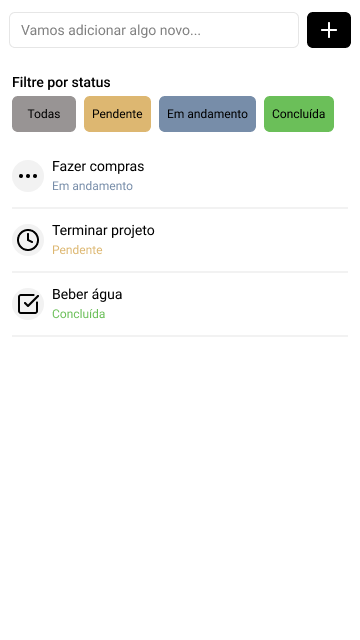 Vamos adicionar algo novo...
Filtre por status
Todas Pendente Em andamento Concluída
Fazer compras
Em andamento
Terminar projeto
Pendente
Beber água
Concluída